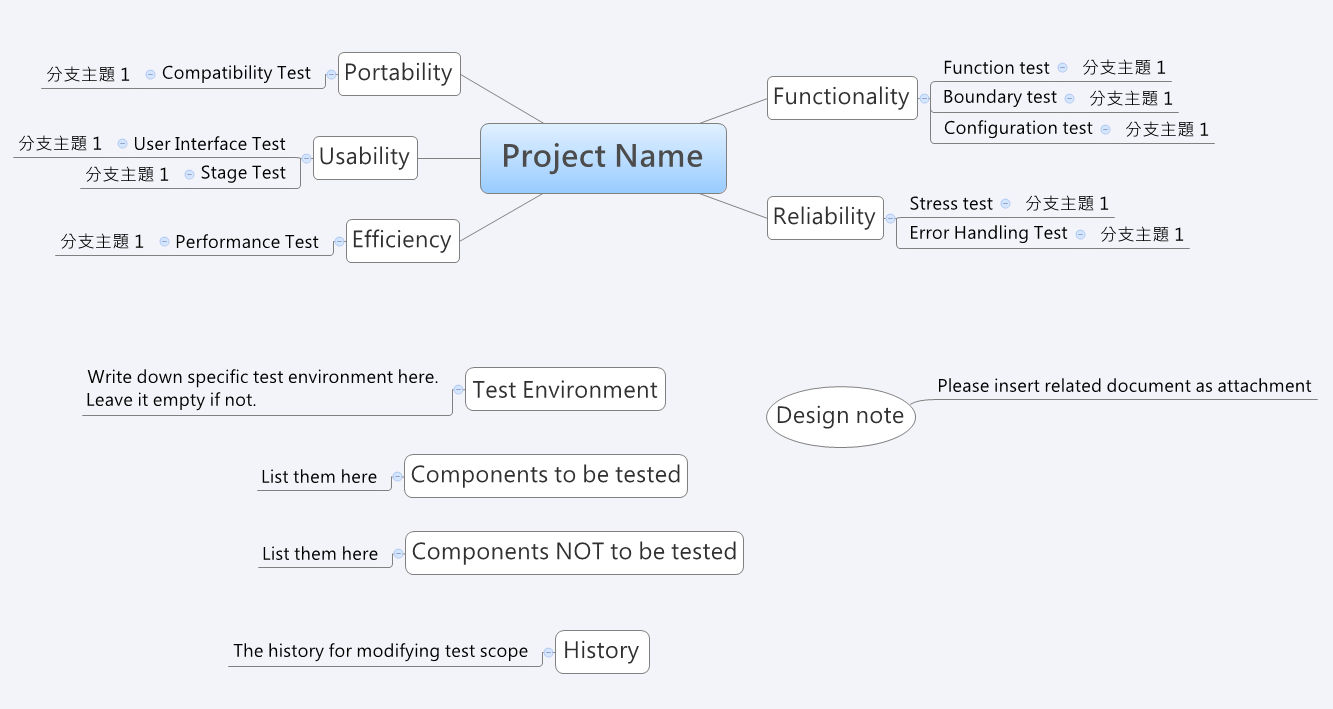 分支主題 1
Compatibility Test
Portability
分支主題 1
User Interface Test
分支主題 1
Stage Test
Usability
分支主題 1
Performance Test
Efficiency
Project Name
Functionality
Function test
分支主題 1
Boundary test
分支主題 1
Configuration test
分支主題 1
Reliability
Stress test
分支主題 1
Error Handling Test
分支主題 1
Write down specific test environment here.
Leave it empty if not.
Test Environment
Design note
Please insert related document as attachment
List them here
Components to be tested
List them here
Components NOT to be tested
The history for modifying test scope
History